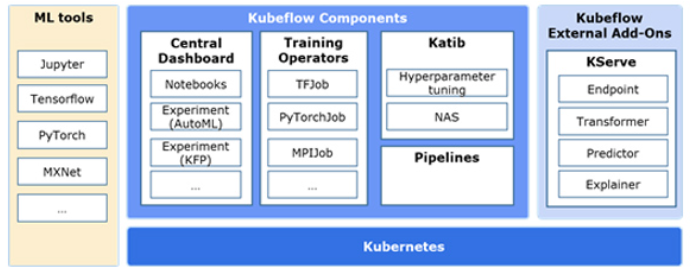 ML tools
Jupyter
Tensorflow
PyTorch
MXNet
...
Kubeflow Components
Central
Dashboard
Notebooks
Experiment
(AutoML)
Experiment
(KFP)
...
Training
Operators
TFJob
PyTorchJob
MPIJob
...
Katib
Hyperparameter
tuning
NAS
Pipelines
Kubeflow
External Add-Ons
KServe
Endpoint
Transformer
Predictor
Explainer
Kubernetes